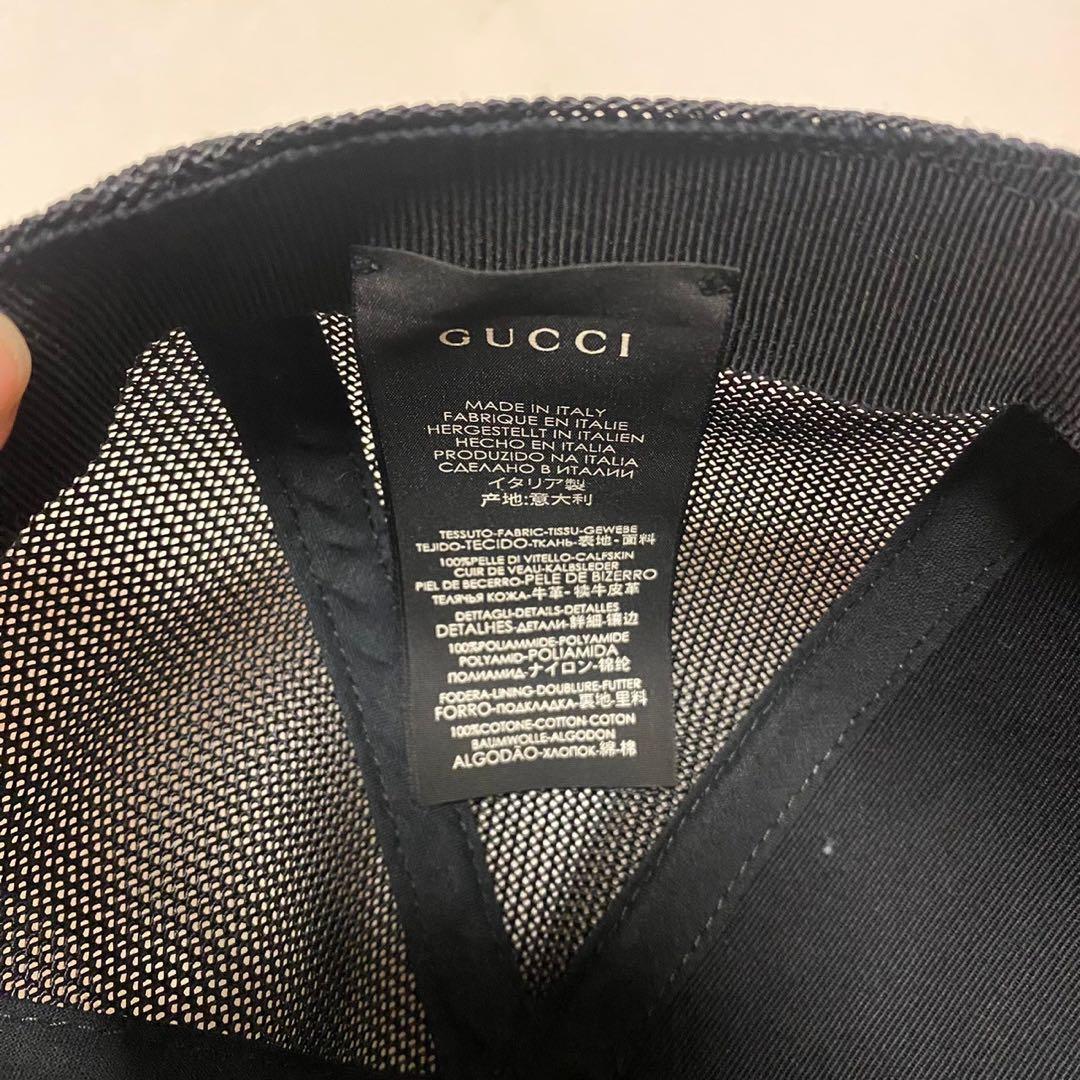 GUCCI
MADE IN ITALY
FABRIQUE EN ITALIE
HERGESTELLT IN ITALIEN
HECHO EN ITALIA
PRODUZIDO NA ITALIA
СДЕЛАНО В ИТАЛИИ
イタリア製
产地:意大利
TESSUTO-FABRIC-TISSU-GEWEBE
TEJIDO-TECIDO-ТКАНЬ-表地-面料
100%PELLE DI VITELLO-CALFSKIN
CUIR DE VEAU-KALBSLEDER
PIEL DE BECERRO-PELE DE BIZERRO
ТЕЛЯЧЬЯ КОЖА-牛革-犊牛皮革
DETTAGLI-DETAILS-DETALLES
DETALHES-ДЕТАЛИ-詳細-镶边
100%POLIAMMIDE-POLYAMIDE
POLYAMID-POLIAMIDA
ПОЛИАМИД-ナイロン-锦纶
FODERA-LINING-DOUBLURE-FUTTER
FORRO-ПОДКЛАДКА-裏地-里料
100%COTONE-COTTON-COTON
BAUMWOLLE-ALGODON
ALGODÃO-ХЛОПОК-綿-棉